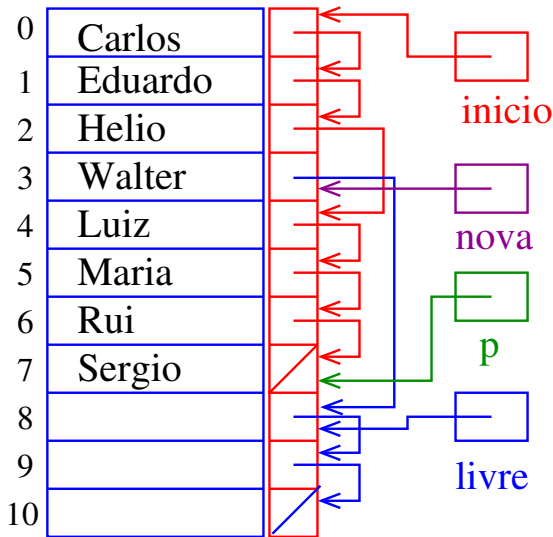 0 Carlos
1 Eduardo
inicio
2 Helio
3 Walter
4 Luiz
nova
5 Maria
6 Rui
p
7 Sergio
8
livre
9
10